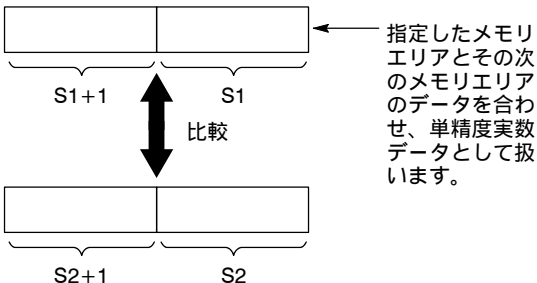 指定したメモリ
エリアとその次
のメモリエリア
のデータを合わ
せ、単精度実数
データとして扱
います。
S1+1
S1
比較
S2+1
S2